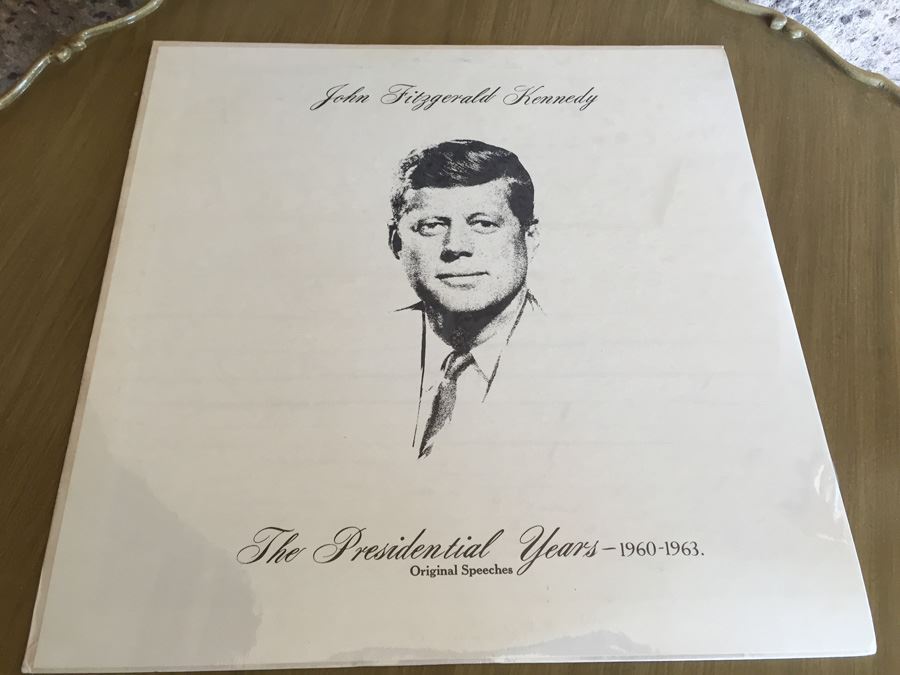 John Fitzgerald Kennedy
The Presidential Years – 1960-1963.
Original Speeches